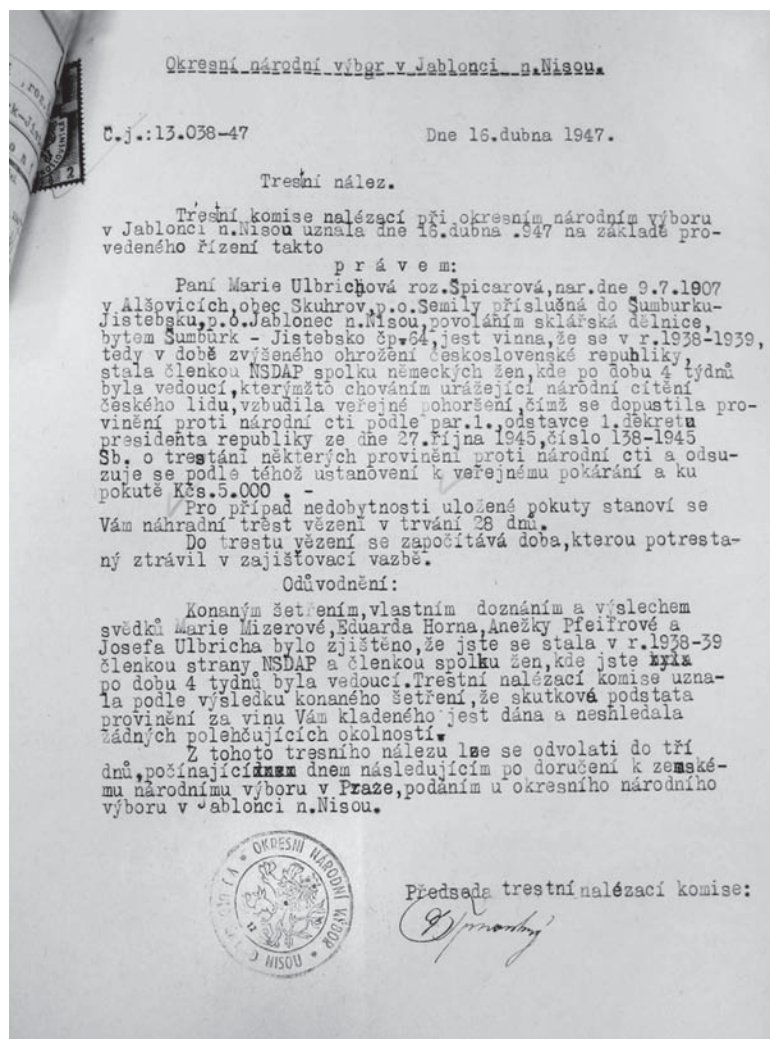 Okresní národní výbor v Jablonci n.Nisou.
Č.j.:13.038-47 Dne 16.dubna 1947.
Trestní nález.
Trestní komise nalézací při okresním národním výboru
v Jablonci n.Nisou uznala dne 16.dubna .947 na základě pro-
vedeného řízení takto
p r á v e m:
Paní Marie Ulbrichová roz.Špicarová,nar.dne 9.7.1907
v Alšovicích,obec Skuhrov,p.o.Semily příslušná do Šumburku-
Jistebsku,p.o.Jablonec n.Nisou,povoláním sklářská dělnice,
bytem Šumburk - Jistebsko čp.64,jest vinna,že se v r.1938-1939,
tedy v době zvýšeného ohrožení československé republiky,
stala členkou NSDAP spolku německých žen,kde po dobu 4 týdnů
byla vedoucí,kterýmžto chováním urážející národní cítění
českého lidu,vzbudila veřejné pohoršení,čímž se dopustila pro-
vinění proti národní cti podle par.1.,odstavce 1.dekretu
presidenta republiky ze dne 27.října 1945,číslo 138-1945
Sb. o trestání některých provinění proti národní cti a odsu-
zuje se podle téhož ustanovení k veřejnému pokárání a ku
pokutě Kčs.5.000 . -
Pro případ nedobytnosti uložené pokuty stanoví se
Vám náhradní trest vězení v trvání 28 dnů.
Do trestu vězení se započítává doba,kterou potresta-
ný ztrávil v zajišťovací vazbě.
Odůvodnění:
Konaným šetřením,vlastním doznáním a výslechem
svědků Marie Mizerové,Eduarda Horna,Anežky Pfeifrové a
Josefa Ulbricha bylo zjištěno,že jste se stala v r.1938-39
členkou strany NSDAP a členkou spolku žen,kde jste byla
po dobu 4 týdnů byla vedoucí.Trestní nalézací komise uzna-
la podle výsledku konaného šetření,že skutková podstata
provinění za vinu Vám kladeného jest dána a neshledala
žádných polehčujících okolností.
Z tohoto tresního nálezu lze se odvolati do tří
dnů,počínající dnem následujícím po doručení k zemské-
mu národnímu výboru v Praze,podáním u okresního národního
výboru v Jablonci n.Nisou.
OKRESNÍ NÁRODNÍ VÝBOR
NISOU
Předseda trestní nalézací komise: